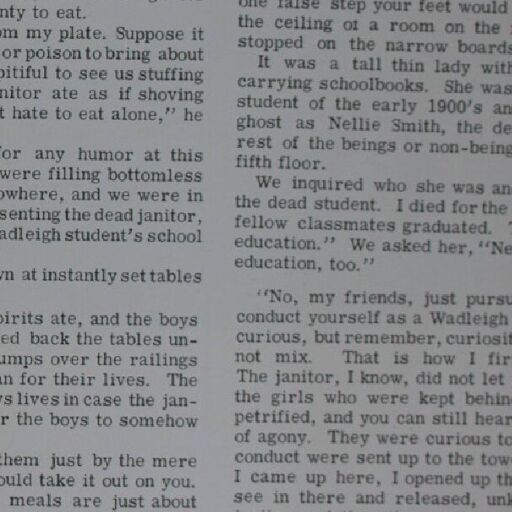 nty to eat.
om my plate. Suppose it
or poison to bring about
pitiful to see us stuffing
nitor ate as if shoving
t hate to eat alone," he
for any humor at this
were filling bottomless
owhere, and we were in
senting the dead janitor,
adleigh student's school
wn at instantly set tables
pirits ate, and the boys
ed back the tables un-
umps over the railings
an for their lives. The
ys lives in case the jan-
r the boys to somehow
them just by the mere
ould take it out on you.
meals are just about
one false step your feet would
the ceiling of a room on the
stopped on the narrow boards
It was a tall thin lady with
carrying schoolbooks. She was
student of the early 1900's an
ghost as Nellie Smith, the de
rest of the beings or non-being
fifth floor.
We inquired who she was an
the dead student. I died for the
fellow classmates graduated.
education." We asked her, "Ne
education, too."
"No, my friends, just pursu
conduct yourself as a Wadleigh
curious, but remember, curiosit
not mix. That is how I fir
The janitor, I know, did not let
the girls who were kept behin
petrified, and you can still hear
of agony. They were curious to
conduct were sent up to the tow
I came up here, I opened up th
see in there and released, unk